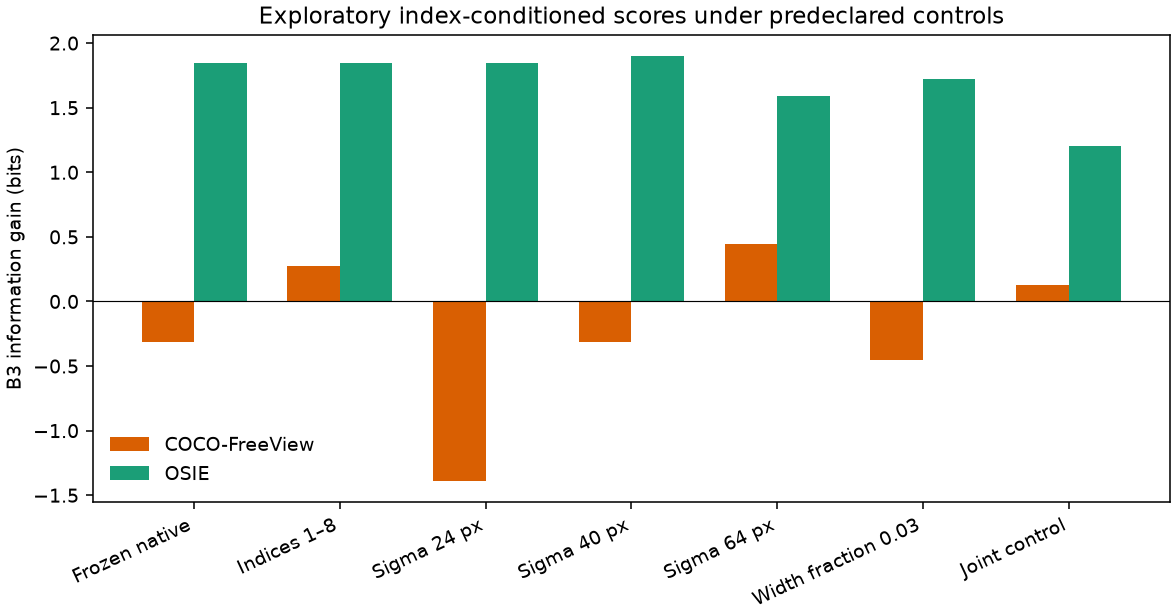 Exploratory index-conditioned scores under predeclared controls
B3 information gain (bits)
2.0
1.5
1.0
0.5
0.0
−0.5
−1.0
−1.5
COCO-FreeView
OSIE
Frozen native
Indices 1–8
Sigma 24 px
Sigma 40 px
Sigma 64 px
Width fraction 0.03
Joint control